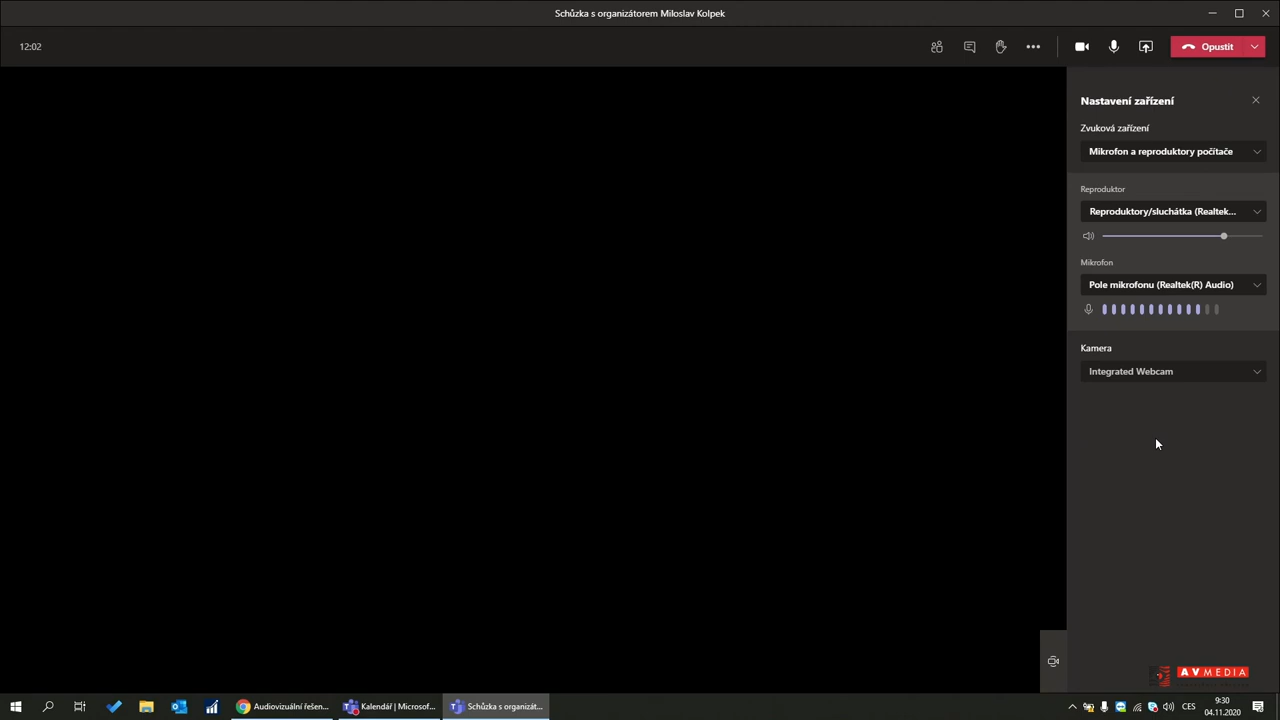 Schůzka s organizátorem Miloslav Kolpek
12:02
Opustit
Nastavení zařízení
Zvuková zařízení
Mikrofon a reproduktory počítače
Reproduktor
Reproduktory/sluchátka (Realtek...
Mikrofon
Pole mikrofonu (Realtek(R) Audio)
Kamera
Integrated Webcam
AVMEDIA
Audiovizuální řešen...
Kalendář | Microsof...
Schůzka s organizát...
CES
9:30
04.11.2020